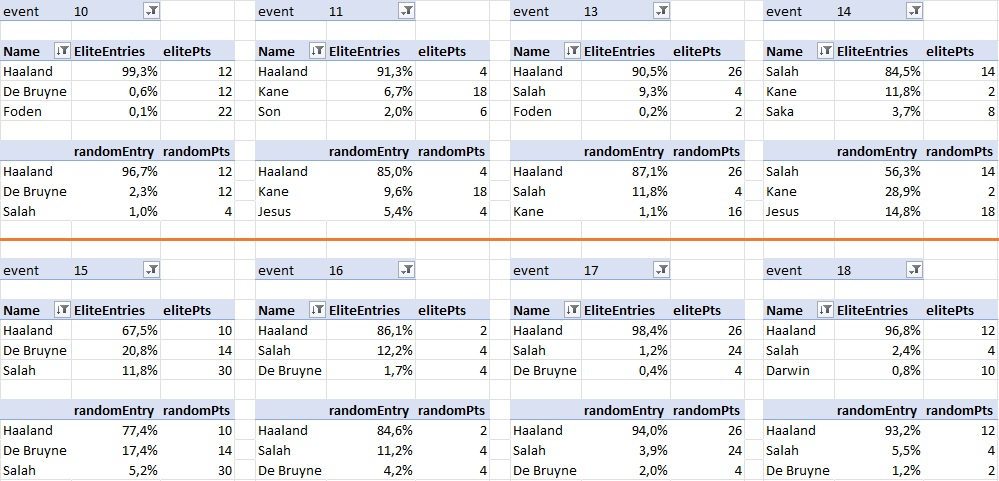 event 10 event 11 event 13 event 14
Name EliteEntries elitePts Name EliteEntries elitePts Name EliteEntries elitePts Name EliteEntries elitePts
Haaland 99,3% 12 Haaland 91,3% 4 Haaland 90,5% 26 Salah 84,5% 14
De Bruyne 0,6% 12 Kane 6,7% 18 Salah 9,3% 4 Kane 11,8% 2
Foden 0,1% 22 Son 2,0% 6 Foden 0,2% 2 Saka 3,7% 8
randomEntry randomPts randomEntry randomPts randomEntry randomPts randomEntry randomPts
Haaland 96,7% 12 Haaland 85,0% 4 Haaland 87,1% 26 Salah 56,3% 14
De Bruyne 2,3% 12 Kane 9,6% 18 Salah 11,8% 4 Kane 28,9% 2
Salah 1,0% 4 Jesus 5,4% 4 Kane 1,1% 16 Jesus 14,8% 18
event 15 event 16 event 17 event 18
Name EliteEntries elitePts Name EliteEntries elitePts Name EliteEntries elitePts Name EliteEntries elitePts
Haaland 67,5% 10 Haaland 86,1% 2 Haaland 98,4% 26 Haaland 96,8% 12
De Bruyne 20,8% 14 Salah 12,2% 4 Salah 1,2% 24 Salah 2,4% 4
Salah 11,8% 30 De Bruyne 1,7% 4 De Bruyne 0,4% 4 Darwin 0,8% 10
randomEntry randomPts randomEntry randomPts randomEntry randomPts randomEntry randomPts
Haaland 77,4% 10 Haaland 84,6% 2 Haaland 94,0% 26 Haaland 93,2% 12
De Bruyne 17,4% 14 Salah 11,2% 4 Salah 3,9% 24 Salah 5,5% 4
Salah 5,2% 30 De Bruyne 4,2% 4 De Bruyne 2,0% 4 De Bruyne 1,2% 2